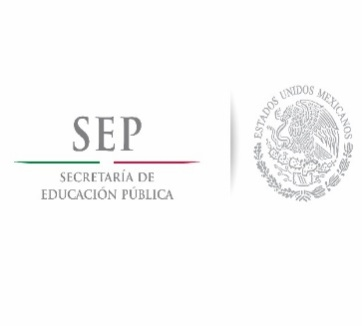 SEP
SECRETARÍA DE
EDUCACIÓN PÚBLICA
ESTADOS UNIDOS MEXICANOS